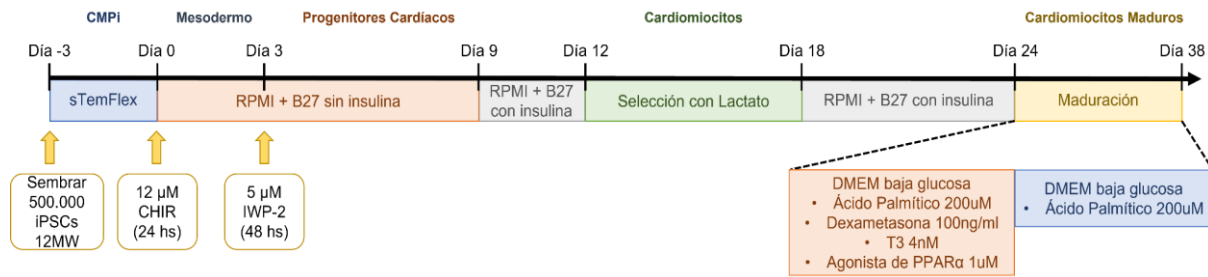 CMPi
Mesodermo
Progenitores Cardíacos
Cardiomiocitos
Cardiomiocitos Maduros
Día -3
Día 0
Día 3
Día 9
Día 12
Día 18
Día 24
Día 38
sTemFlex
RPMI + B27 sin insulina
RPMI + B27
con insulina
Selección con Lactato
RPMI + B27 con insulina
Maduración
Sembrar
500.000
iPSCs
12MW
12 µM
CHIR
(24 hs)
5 µM
IWP-2
(48 hs)
DMEM baja glucosa
• Ácido Palmítico 200uM
• Dexametasona 100ng/ml
• T3 4nM
• Agonista de PPARα 1uM
DMEM baja glucosa
• Ácido Palmítico 200uM